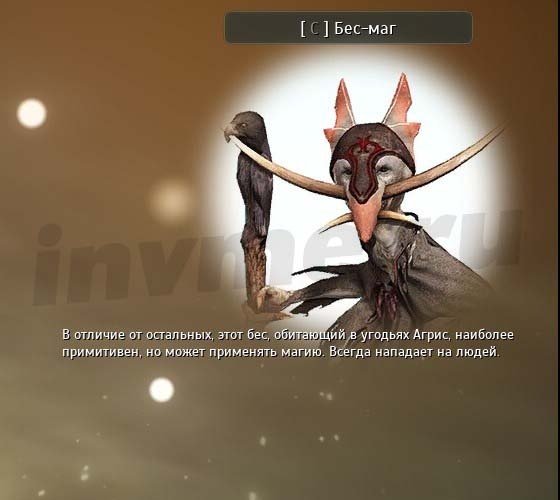 [ C ] Бес-маг
invme.ru
В отличие от остальных, этот бес, обитающий в угодьях Агрис, наиболее
примитивен, но может применять магию. Всегда нападает на людей.